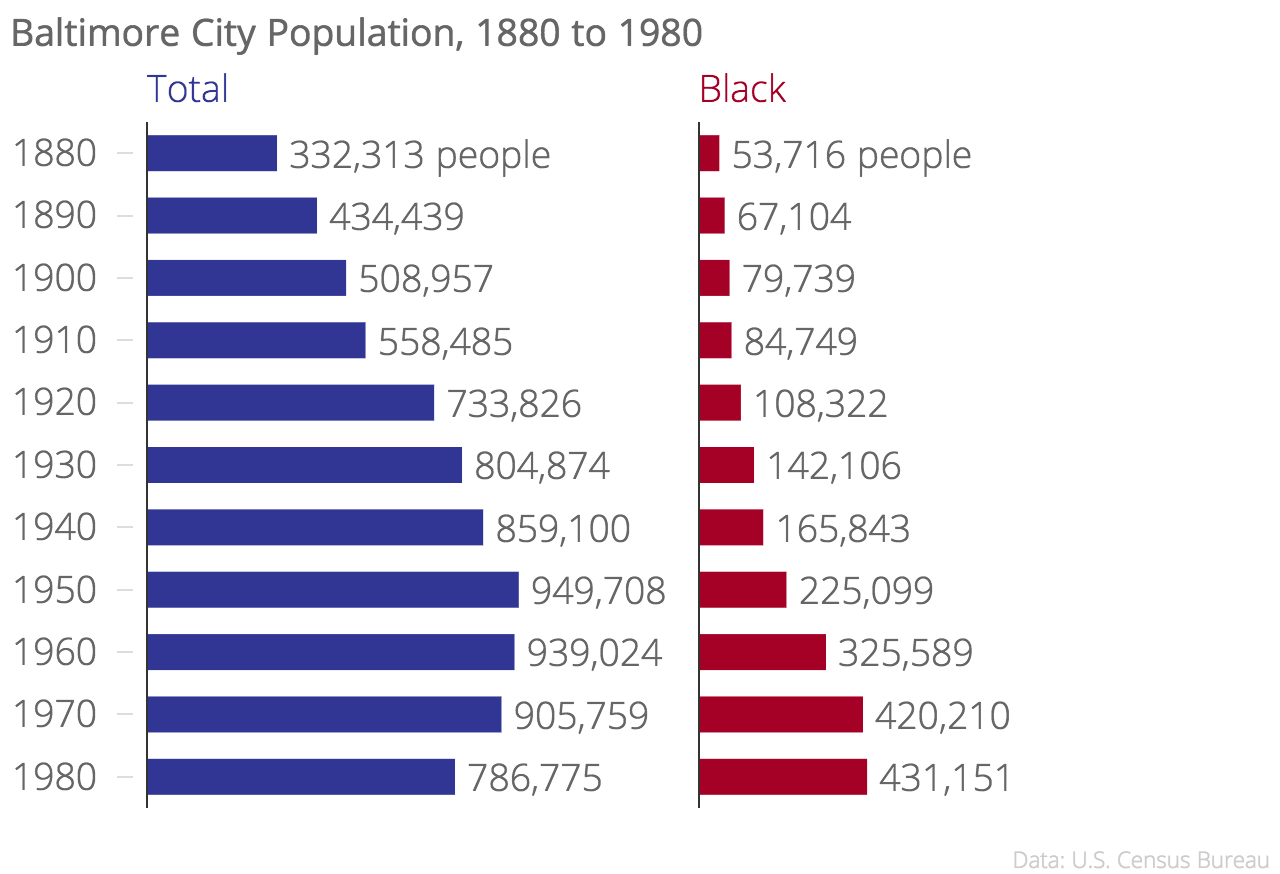 Baltimore City Population, 1880 to 1980
Total Black
1880 332,313 people 53,716 people
1890 434,439 67,104
1900 508,957 79,739
1910 558,485 84,749
1920 733,826 108,322
1930 804,874 142,106
1940 859,100 165,843
1950 949,708 225,099
1960 939,024 325,589
1970 905,759 420,210
1980 786,775 431,151
Data: U.S. Census Bureau